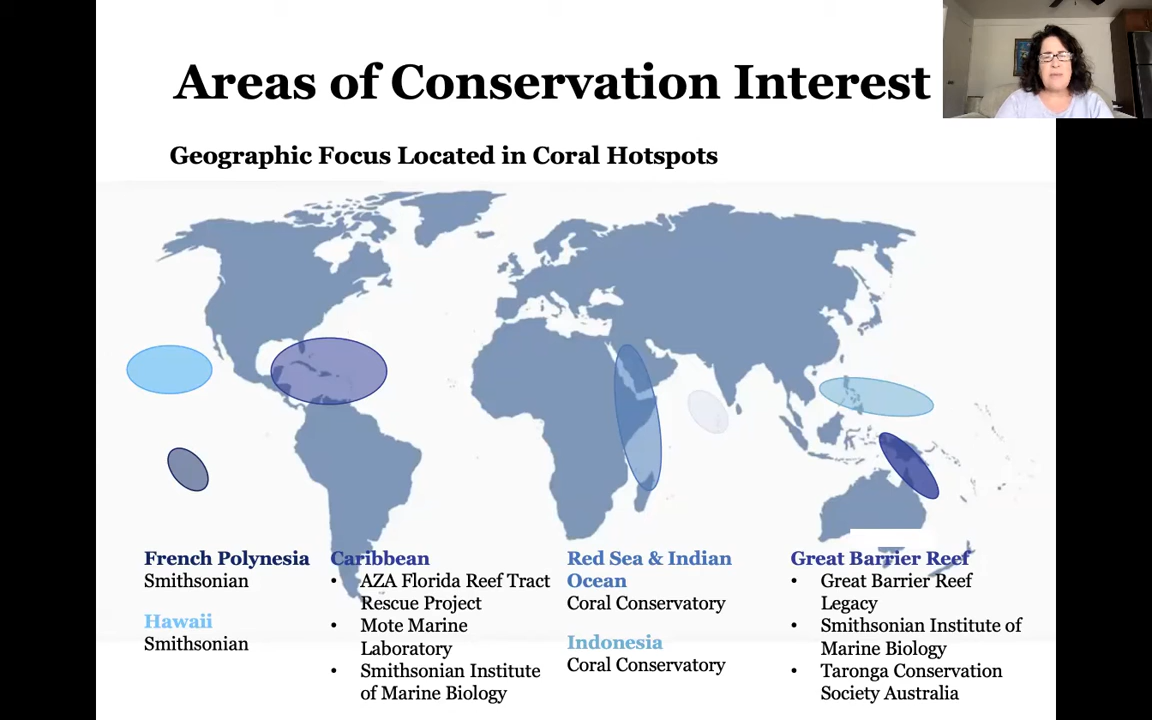 Areas of Conservation Interest
Geographic Focus Located in Coral Hotspots
French Polynesia
Smithsonian
Hawaii
Smithsonian
Caribbean
• AZA Florida Reef Tract
Rescue Project
• Mote Marine
Laboratory
• Smithsonian Institute
of Marine Biology
Red Sea & Indian
Ocean
Coral Conservatory
Indonesia
Coral Conservatory
Great Barrier Reef
• Great Barrier Reef
Legacy
• Smithsonian Institute of
Marine Biology
• Taronga Conservation
Society Australia